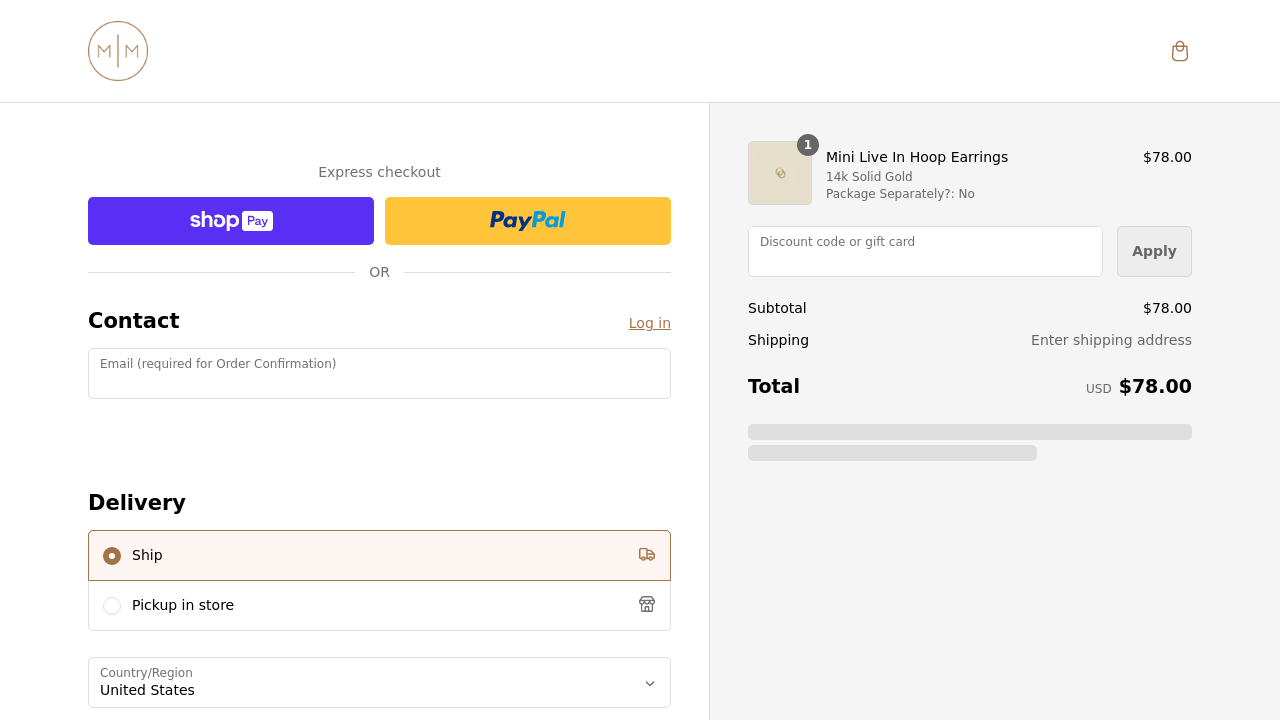 M|M
Express checkout
shop Pay
PayPal
OR
Contact
Log in
Email (required for Order Confirmation)
Delivery
Ship
Pickup in store
Country/Region
United States
1
Mini Live In Hoop Earrings
$78.00
14k Solid Gold
Package Separately?: No
Discount code or gift card
Apply
Subtotal
$78.00
Shipping
Enter shipping address
Total
USD $78.00